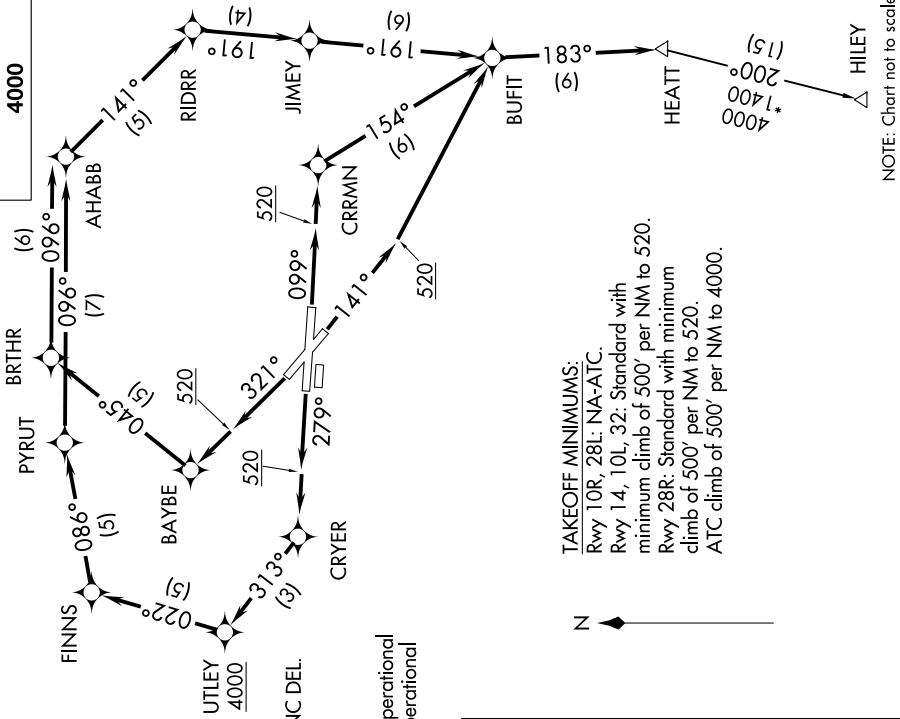 4000
(4)
191°
(6)
191°
183°
(9)
(15)
200°
*1400
4000
HILEY
HEATT
BUFIT
JIMEY
RIDRR
141°
(5)
AHABB
(6)
096°
096°
(7)
154°
(6)
CRRMN
520
099°
141°
520
BRTHR
045°
(5)
520
321°
279°
520
PYRUT
BAYBE
086°
(5)
CRYER
313°
(3)
022°
(5)
FINNS
UTLEY
4000
NC DEL.
perational
perational
TAKEOFF MINIMUMS:
Rwy 10R, 28L: NA-ATC.
Rwy 14, 10L, 32: Standard with
minimum climb of 500' per NM to 520.
Rwy 28R: Standard with minimum
climb of 500' per NM to 520.
ATC climb of 500' per NM to 4000.
N
NOTE: Chart not to scale